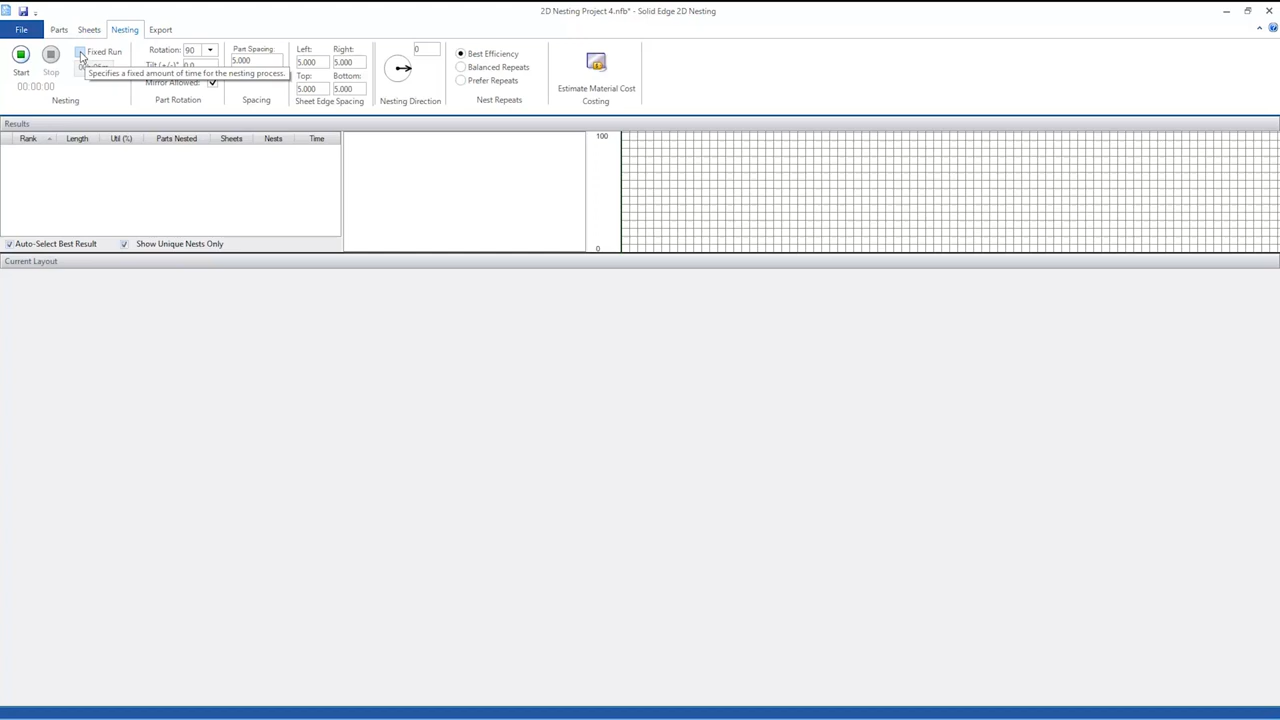 2D Nesting Project 4.nfb* - Solid Edge 2D Nesting
File Parts Sheets Nesting Export
Start
Stop
Fixed Run
00:00:00
Nesting
Specifies a fixed amount of time for the nesting process.
Rotation: 90
Tilt (+/-)° 0.0
Mirror Allowed:
Part Rotation
Part Spacing:
5.000
Spacing
Left: Right:
5.000 5.000
Top: Bottom:
5.000 5.000
Sheet Edge Spacing
0
Nesting Direction
Best Efficiency
Balanced Repeats
Prefer Repeats
Nest Repeats
Estimate Material Cost
Costing
Results
Rank Length Util (%) Parts Nested Sheets Nests Time
100
0
Auto-Select Best Result Show Unique Nests Only
Current Layout